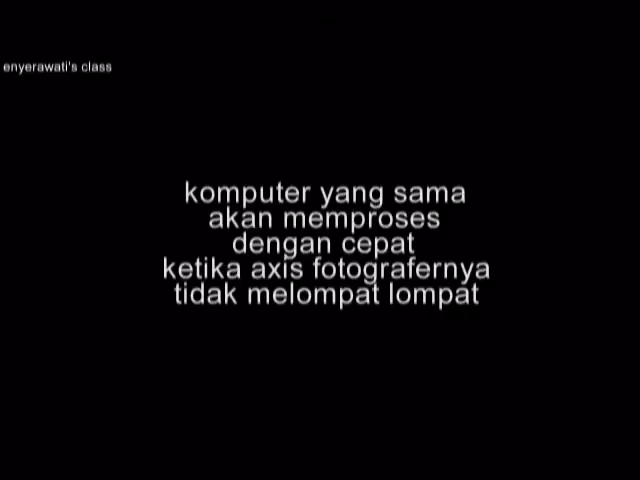 enyerawati's class
komputer yang sama
akan memproses
dengan cepat
ketika axis fotografernya
tidak melompat lompat